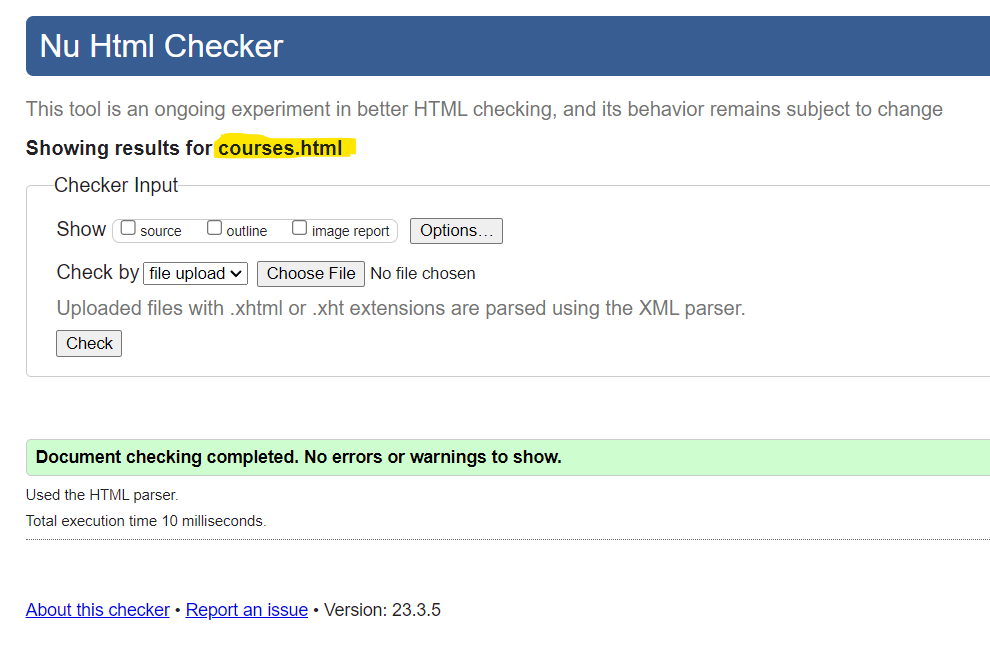 Nu Html Checker
This tool is an ongoing experiment in better HTML checking, and its behavior remains subject to change
Showing results for courses.html
Checker Input
Show source outline image report Options...
Check by file upload Choose File No file chosen
Uploaded files with .xhtml or .xht extensions are parsed using the XML parser.
Check
Document checking completed. No errors or warnings to show.
Used the HTML parser.
Total execution time 10 milliseconds.
About this checker • Report an issue • Version: 23.3.5